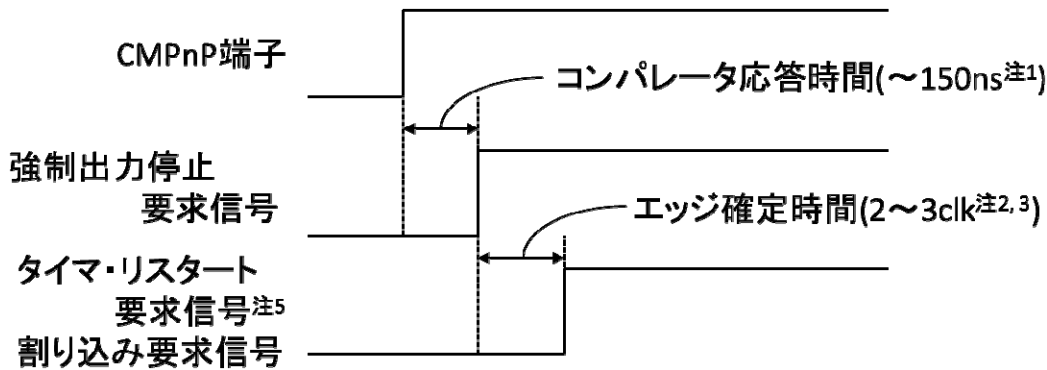 CMPnP端子
コンパレータ応答時間(～150ns注1)
強制出力停止
要求信号
エッジ確定時間(2～3clk注2, 3)
タイマ・リスタート
要求信号注5
割り込み要求信号